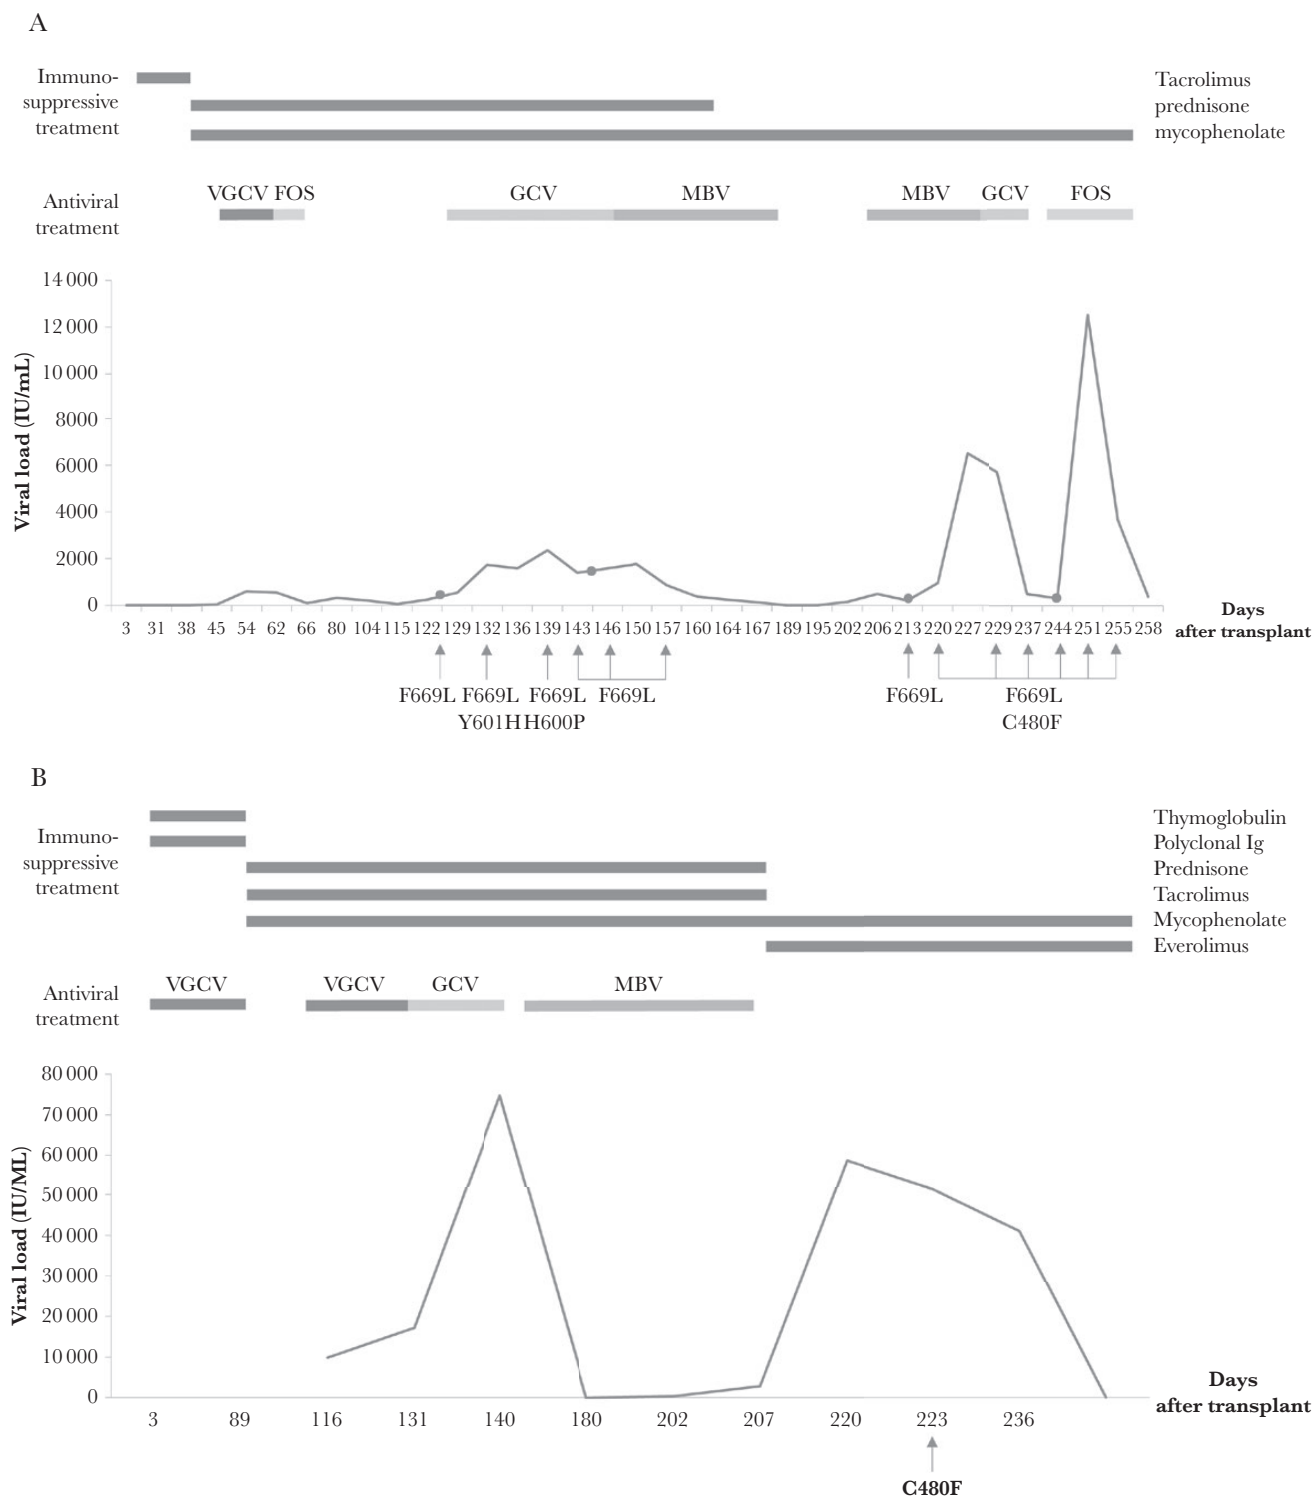 A
Immuno-
suppressive
treatment
Tacrolimus
prednisone
mycophenolate
Antiviral
treatment
VGCV FOS GCV MBV MBV GCV FOS
Viral load (IU/mL)
14 000
12 000
10 000
8000
6000
4000
2000
0
3 31 38 45 54 62 66 80 104 115 122 129 132 136 139 143 146 150 157 160 164 167 189 195 202 206 213 220 227 229 237 244 251 255 258
Days
after transplant
F669L F669L F669L F669L F669L F669L
Y601H H600P C480F
B
Immuno-
suppressive
treatment
Thymoglobulin
Polyclonal Ig
Prednisone
Tacrolimus
Mycophenolate
Everolimus
Antiviral
treatment
VGCV VGCV GCV MBV
Viral load (IU/ML)
80 000
70 000
60 000
50 000
40 000
30 000
20 000
10 000
0
3 89 116 131 140 180 202 207 220 223 236
Days
after transplant
C480F